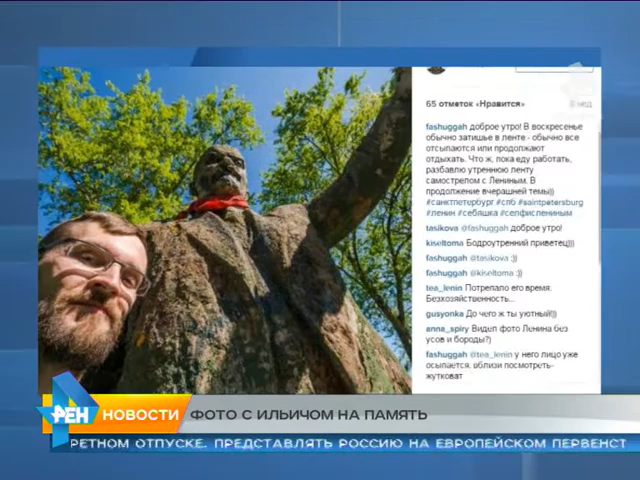 65 отметок «Нравится»
8 нед.
fashuggah доброе утро! В воскресенье
обычно затишье в ленте - обычно все
отсыпаются или продолжают
отдыхать. Что ж, пока еду работать,
разбавлю утреннюю ленту
самострелом с Лениным. В
продолжение вчерашней темы))
#санктпетербург #спб #saintpetersburg
#ленин #себяшка #селфислениным
tasikova @fashuggah доброе утро!
kiseltoma Бодроутренний приветец)))
fashuggah @tasikova :))
fashuggah @kiseltoma :))
tea_lenin Потрепало его время.
Безхозяйственность...
gusyonka До чего ж ты уютный!))
anna_spiry Видел фото Ленина без
усов и бороды?)
fashuggah @tea_lenin у него лицо уже
осыпается. вблизи посмотреть-
жутковат
РЕН НОВОСТИ ФОТО С ИЛЬИЧОМ НА ПАМЯТЬ
РЕТНОМ ОТПУСКЕ. ПРЕДСТАВЛЯТЬ РОССИЮ НА ЕВРОПЕЙСКОМ ПЕРВЕНСТ